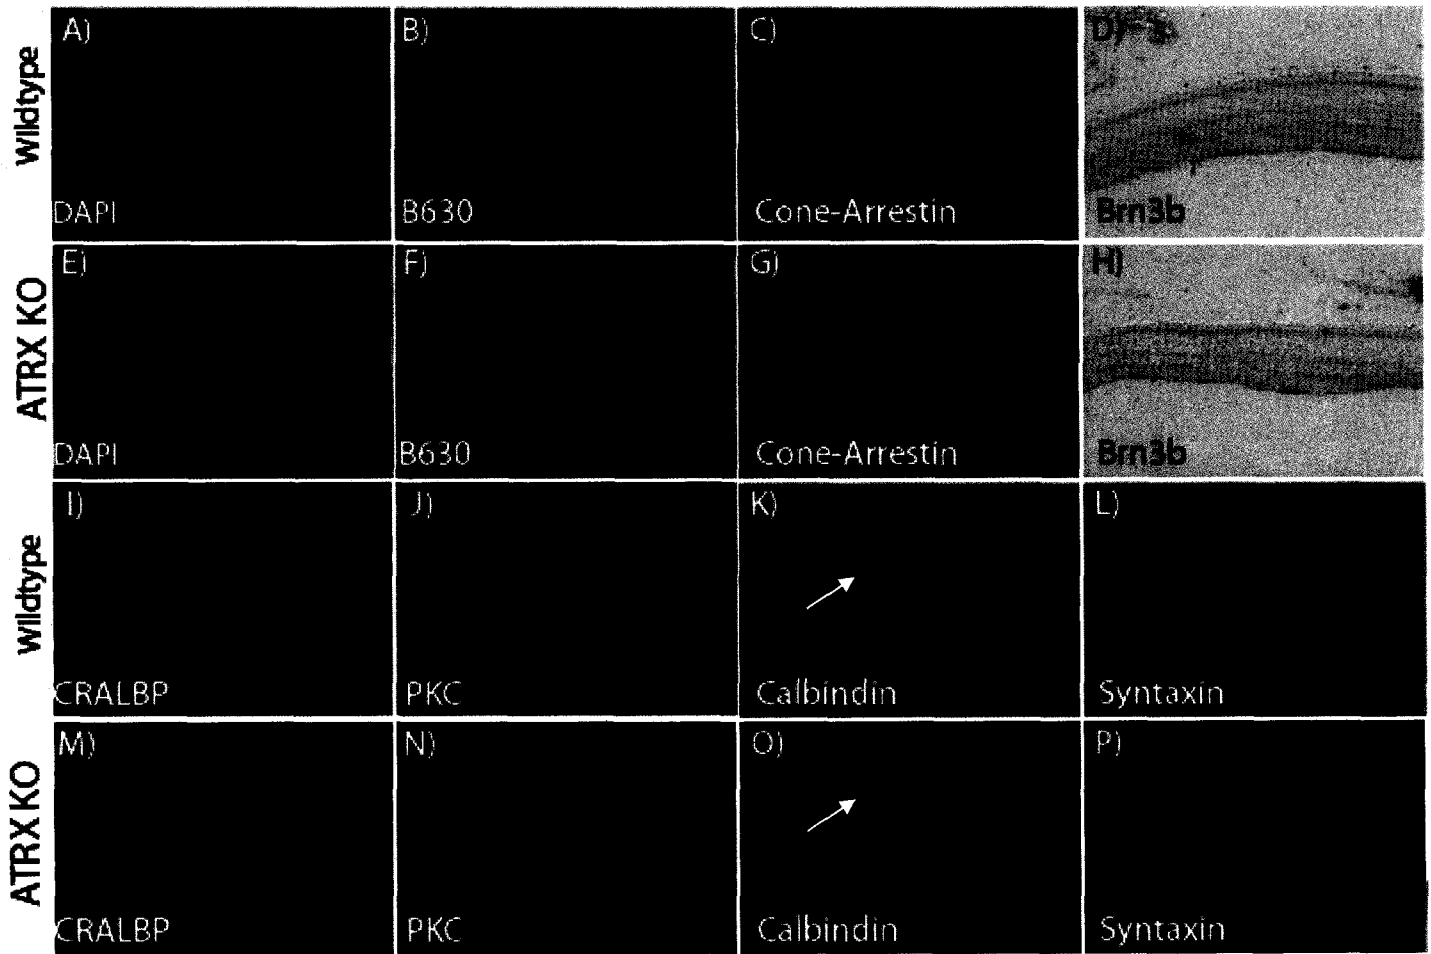 Wildtype
A)
B)
C)
D)
DAPI
B630
Cone-Arrestin
Brn3b
ATRX KO
E)
F)
G)
H)
DAPI
B630
Cone-Arrestin
Brn3b
Wildtype
I)
J)
K)
L)
CRALBP
PKC
Calbindin
Syntaxin
ATRX KO
M)
N)
O)
P)
CRALBP
PKC
Calbindin
Syntaxin